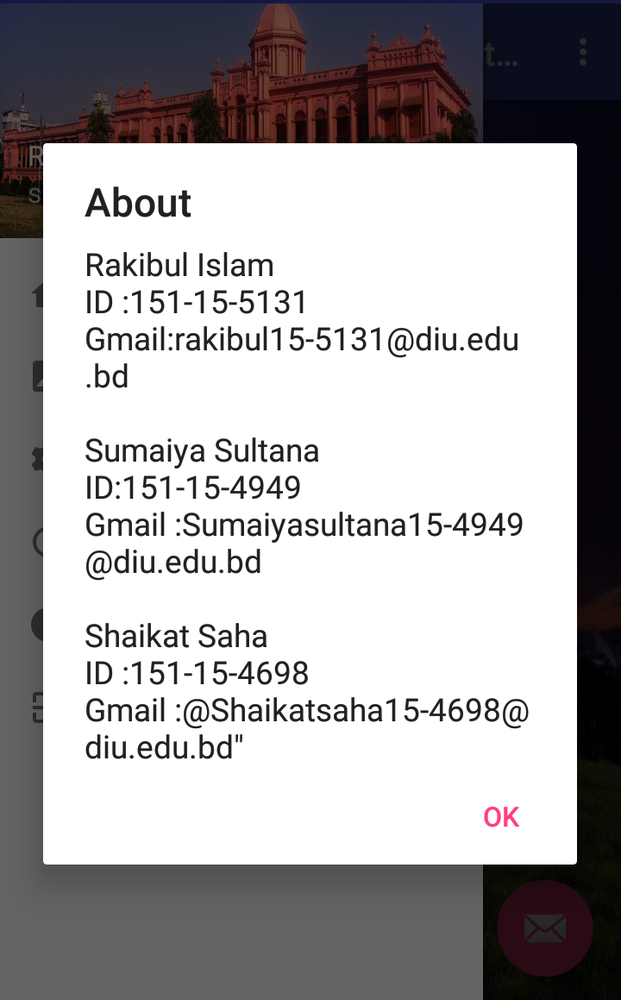 t...
R
S
About
Rakibul Islam
ID :151-15-5131
Gmail:rakibul15-5131@diu.edu
.bd
Sumaiya Sultana
ID:151-15-4949
Gmail :Sumaiyasultana15-4949
@diu.edu.bd
Shaikat Saha
ID :151-15-4698
Gmail :@Shaikatsaha15-4698@
diu.edu.bd"
OK